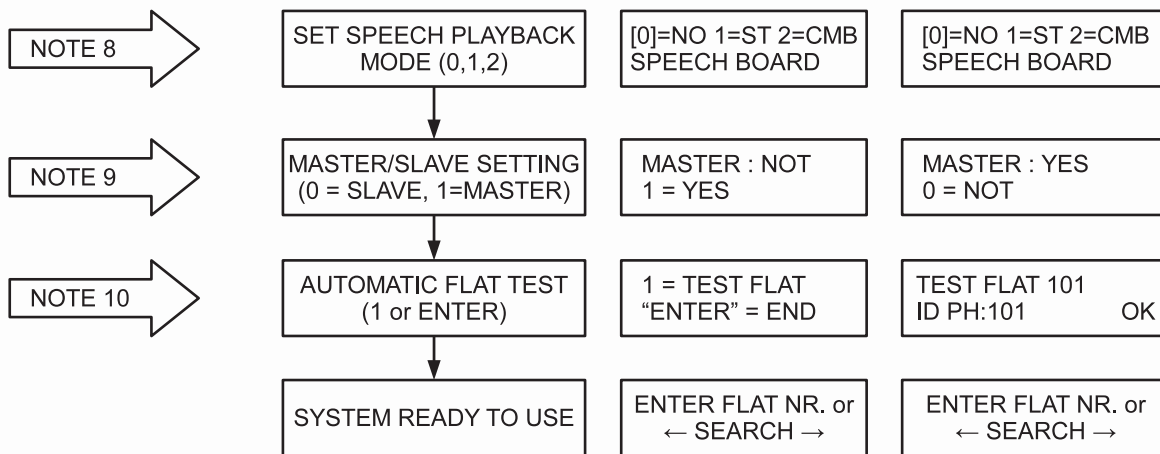 NOTE 8
SET SPEECH PLAYBACK
MODE (0,1,2)
[0]=NO 1=ST 2=CMB
SPEECH BOARD
[0]=NO 1=ST 2=CMB
SPEECH BOARD
NOTE 9
MASTER/SLAVE SETTING
(0 = SLAVE, 1=MASTER)
MASTER : NOT
1 = YES
MASTER : YES
0 = NOT
NOTE 10
AUTOMATIC FLAT TEST
(1 or ENTER)
1 = TEST FLAT
“ENTER” = END
TEST FLAT 101
ID PH:101 OK
SYSTEM READY TO USE
ENTER FLAT NR. or
← SEARCH →
ENTER FLAT NR. or
← SEARCH →